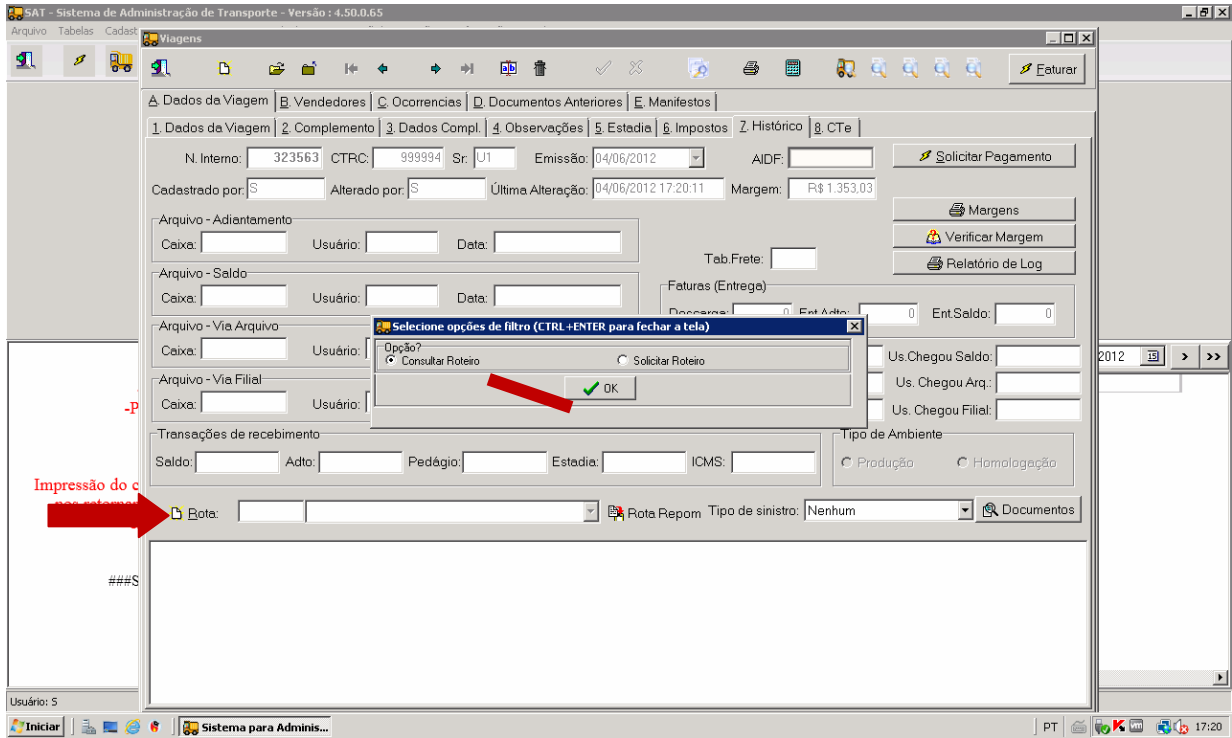 SAT - Sistema de Administração de Transporte - Versão : 4.50.0.65
Arquivo Tabelas Cadast
Viagens
Faturar
A. Dados da Viagem B. Vendedores C. Ocorrencias D. Documentos Anteriores E. Manifestos
1. Dados da Viagem 2. Complemento 3. Dados Compl. 4. Observações 5. Estadia 6. Impostos 7. Histórico 8. CTe
N. Interno: 323563 CTRC: 999994 Sr: U1 Emissão: 04/06/2012 AIDF: Solicitar Pagamento
Cadastrado por: S Alterado por: S Última Alteração: 04/06/2012 17:20:11 Margem: R$ 1.353,03
Margens
Arquivo - Adiantamento
Caixa: Usuário: Data: Verificar Margem
Tab.Frete: Relatório de Log
Arquivo - Saldo
Faturas (Entrega)
Caixa: Usuário: Data:
Descarga: 0 Ent.Adto: 0 Ent.Saldo: 0
Selecione opções de filtro (CTRL+ENTER para fechar a tela)
Opção?
Consultar Roteiro Solicitar Roteiro
OK
Arquivo - Via Arquivo
Caixa: Usuário: Us.Chegou Saldo: 2012 15 > >>
Arquivo - Via Filial
Us. Chegou Arq.:
Caixa: Usuário: Us. Chegou Filial:
-P
Transações de recebimento Tipo de Ambiente
Saldo: Adto: Pedágio: Estadia: ICMS: Produção Homologação
Impressão do c
Rota: Rota Repom Tipo de sinistro: Nenhum Documentos
###S
Usuário: S
Iniciar Sistema para Adminis... PT 17:20